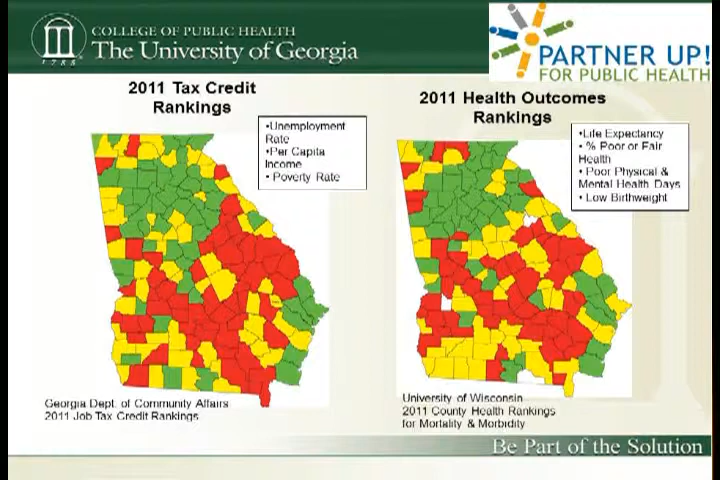 COLLEGE OF PUBLIC HEALTH
The University of Georgia
1785
PARTNER UP!
FOR PUBLIC HEALTH
2011 Tax Credit
Rankings
•Unemployment
Rate
•Per Capita
Income
• Poverty Rate
2011 Health Outcomes
Rankings
•Life Expectancy
• % Poor or Fair
Health
• Poor Physical &
Mental Health Days
• Low Birthweight
Georgia Dept. of Community Affairs
2011 Job Tax Credit Rankings
University of Wisconsin
2011 County Health Rankings
for Mortality & Morbidity
Be Part of the Solution